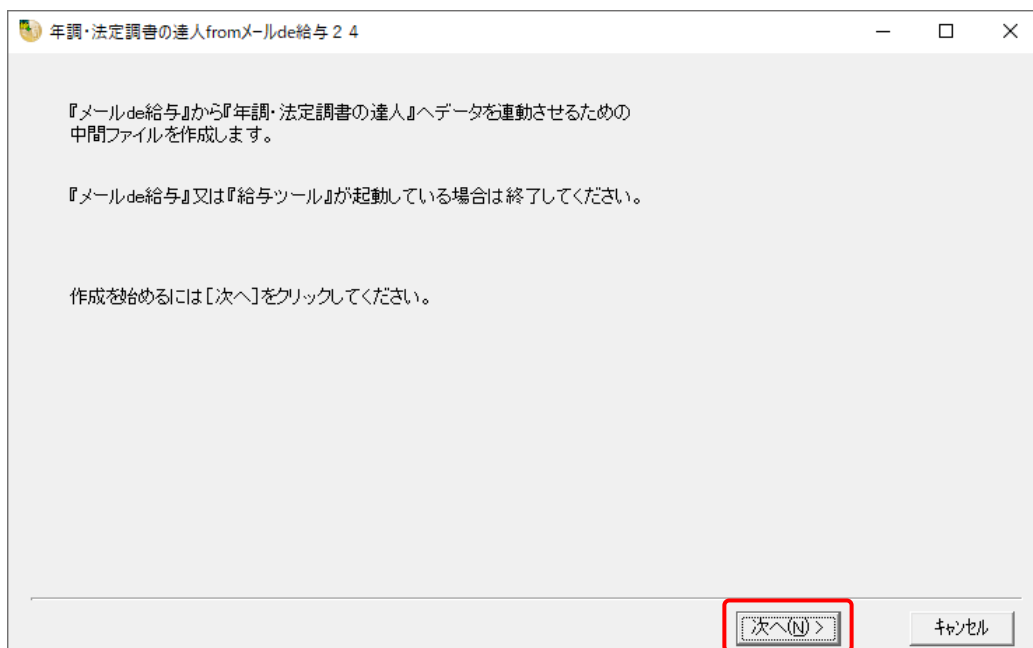 年調・法定調書の達人fromメールde給与２４
『メールde給与』から『年調・法定調書の達人』へデータを連動させるための
中間ファイルを作成します。
『メールde給与』又は『給与ツール』が起動している場合は終了してください。
作成を始めるには[次へ]をクリックしてください。
次へ(N) >
キャンセル